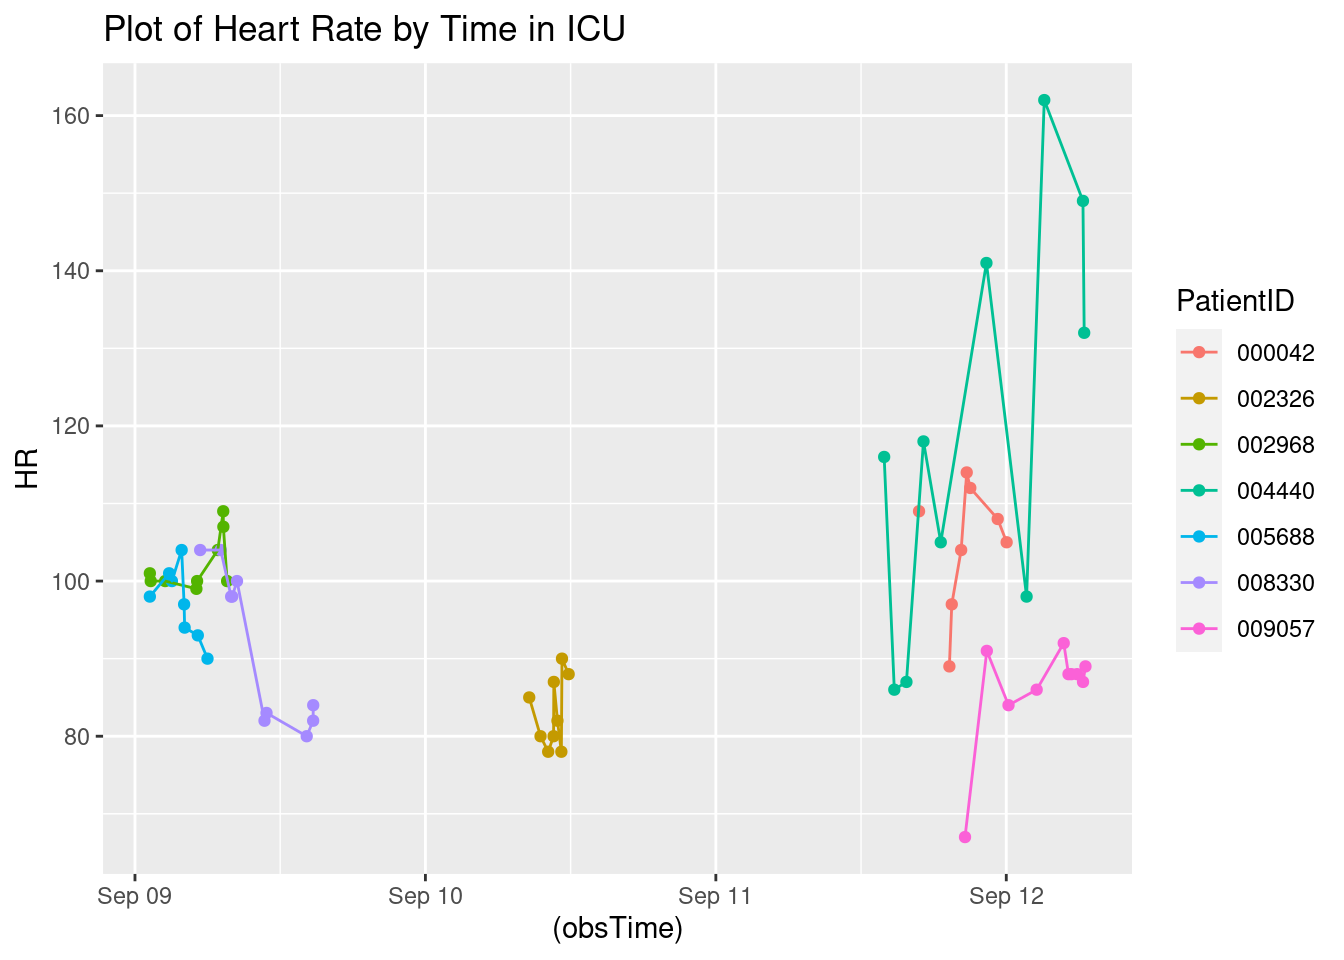 Plot of Heart Rate by Time in ICU
160
140
120
100
80
HR
Sep 09
Sep 10
Sep 11
Sep 12
(obsTime)
PatientID
000042
002326
002968
004440
005688
008330
009057